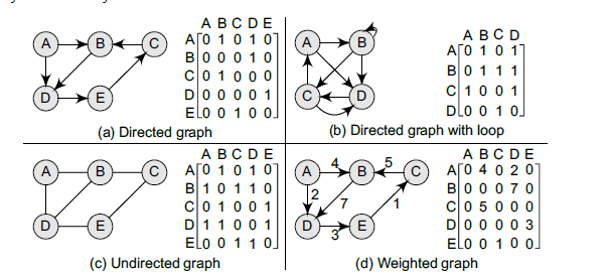 A B C
D E
A B C D E
A 0 1 0 1 0
B 0 0 0 1 0
C 0 1 0 0 0
D 0 0 0 0 1
E 0 0 1 0 0
(a) Directed graph
A B
C D
A B C D
A 0 1 0 1
B 0 1 1 1
C 1 0 0 1
D 0 0 1 0
(b) Directed graph with loop
A B C
D E
A B C D E
A 0 1 0 1 0
B 1 0 1 1 0
C 0 1 0 0 1
D 1 1 0 0 1
E 0 0 1 1 0
(c) Undirected graph
A 4 B 5 C
2 7 1
D 3 E
A B C D E
A 0 4 0 2 0
B 0 0 0 7 0
C 0 5 0 0 0
D 0 0 0 0 3
E 0 0 1 0 0
(d) Weighted graph